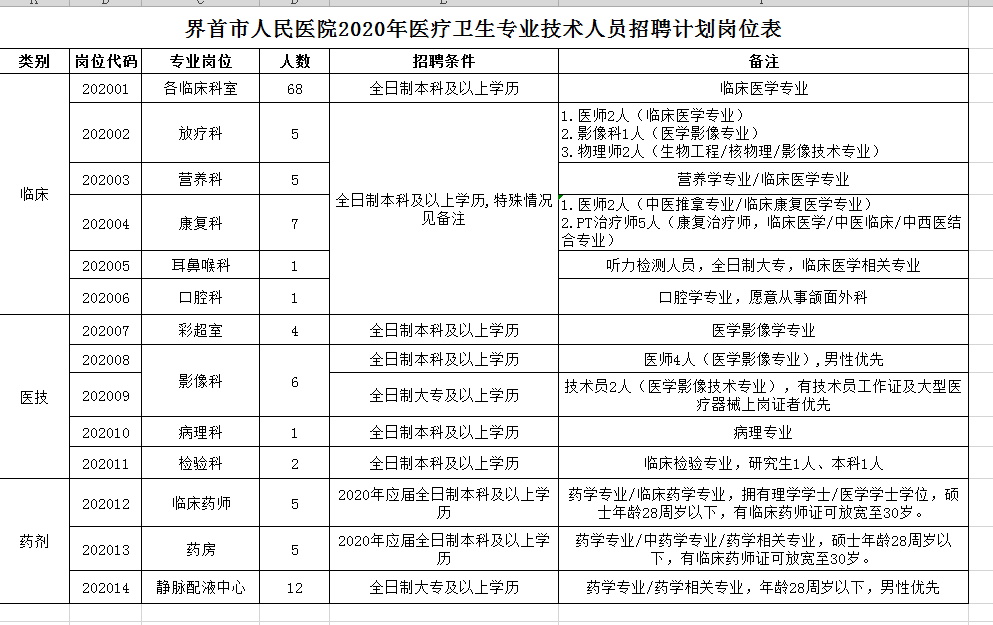 界首市人民医院2020年医疗卫生专业技术人员招聘计划岗位表
类别 岗位代码 专业岗位 人数 招聘条件 备注
临床
202001 各临床科室 68 全日制本科及以上学历 临床医学专业
202002 放疗科 5
全日制本科及以上学历,特殊情况
见备注
1.医师2人（临床医学专业）
2.影像科1人（医学影像专业）
3.物理师2人（生物工程/核物理/影像技术专业）
202003 营养科 5 营养学专业/临床医学专业
202004 康复科 7
1.医师2人（中医推拿专业/临床康复医学专业）
2.PT治疗师5人（康复治疗师，临床医学/中医临床/中西医结
合专业）
202005 耳鼻喉科 1 听力检测人员，全日制大专，临床医学相关专业
202006 口腔科 1 口腔学专业，愿意从事颌面外科
医技
202007 彩超室 4 全日制本科及以上学历 医学影像学专业
202008 影像科 6 全日制本科及以上学历 医师4人（医学影像专业）,男性优先
202009 全日制大专及以上学历
技术员2人（医学影像技术专业），有技术员工作证及大型医
疗器械上岗证者优先
202010 病理科 1 全日制本科及以上学历 病理专业
202011 检验科 2 全日制本科及以上学历 临床检验专业，研究生1人、本科1人
药剂
202012 临床药师 5
2020年应届全日制本科及以上学
历
药学专业/临床药学专业，拥有理学学士/医学学士学位，硕
士年龄28周岁以下，有临床药师证可放宽至30岁。
202013 药房 5
2020年应届全日制本科及以上学
历
药学专业/中药学专业/药学相关专业，硕士年龄28周岁以
下，有临床药师证可放宽至30岁。
202014 静脉配液中心 12 全日制大专及以上学历 药学专业/药学相关专业，年龄28周岁以下，男性优先